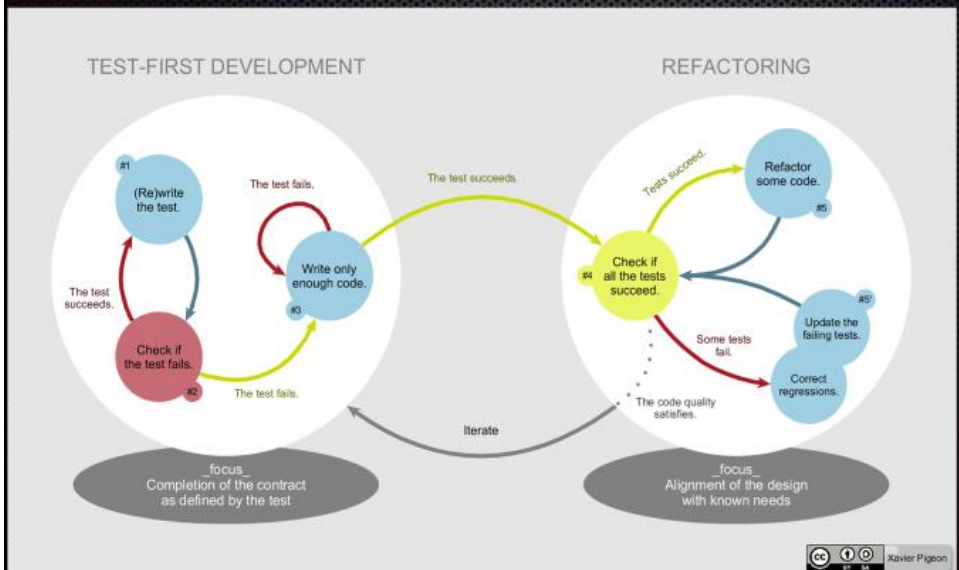 TEST-FIRST DEVELOPMENT
REFACTORING
#1
(Re)write
the test.
The test
succeeds.
Check if
the test fails.
#2
The test fails.
The test fails.
Write only
enough code.
#3
The test succeeds.
#4
Check if
all the tests
succeed.
Tests succeed.
Refactor
some code.
#5
#5'
Update the
failing tests.
Correct
regressions.
Some tests
fail.
The code quality
satisfies.
Iterate
_focus_
Completion of the contract
as defined by the test
_focus_
Alignment of the design
with known needs
cc
BY SA
Xavier Pigeon